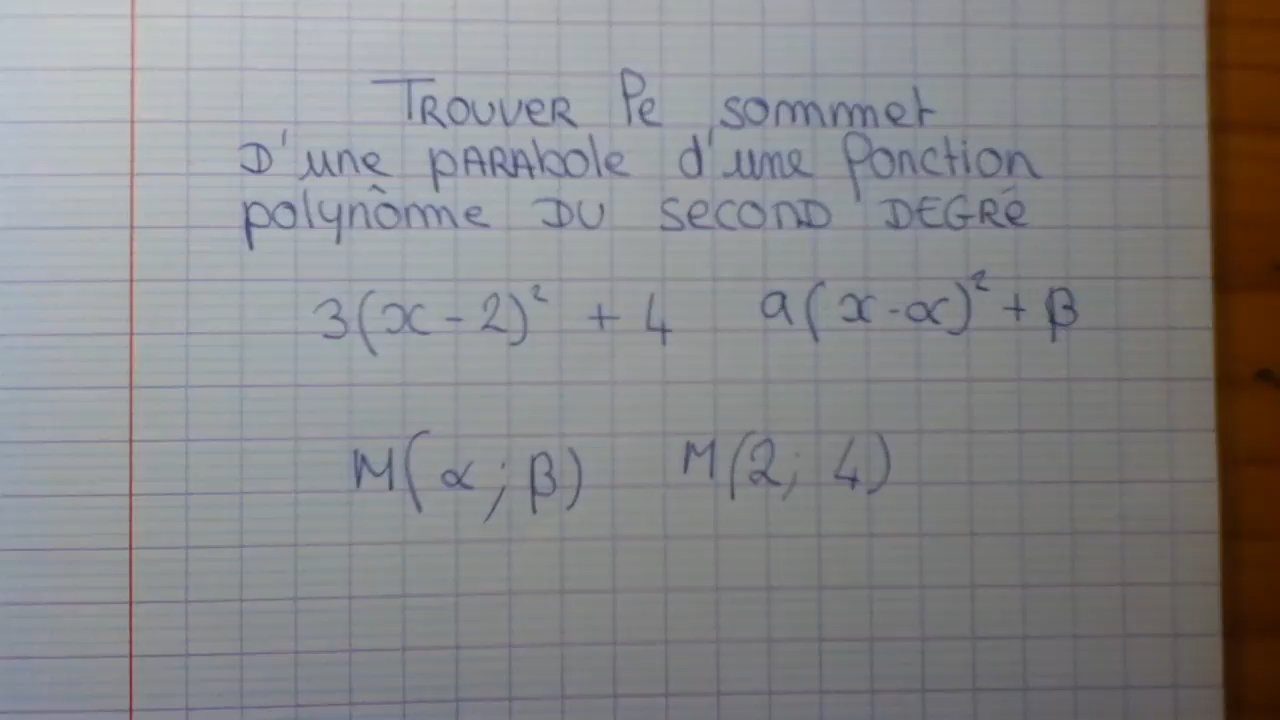 TROUVER le sommet
D'une PARAbole d'une fonction
polynôme DU second DEGRé
3(x-2)² + 4 a(x-α)² + β
M(α; β) M(2; 4)